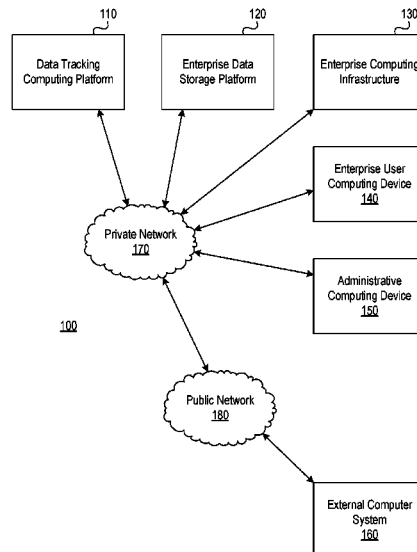 110
120
130
Data Tracking
Computing Platform
Enterprise Data
Storage Platform
Enterprise Computing
Infrastructure
Enterprise User
Computing Device
140
Private Network
170
Administrative
Computing Device
150
100
Public Network
180
External Computer
System
160